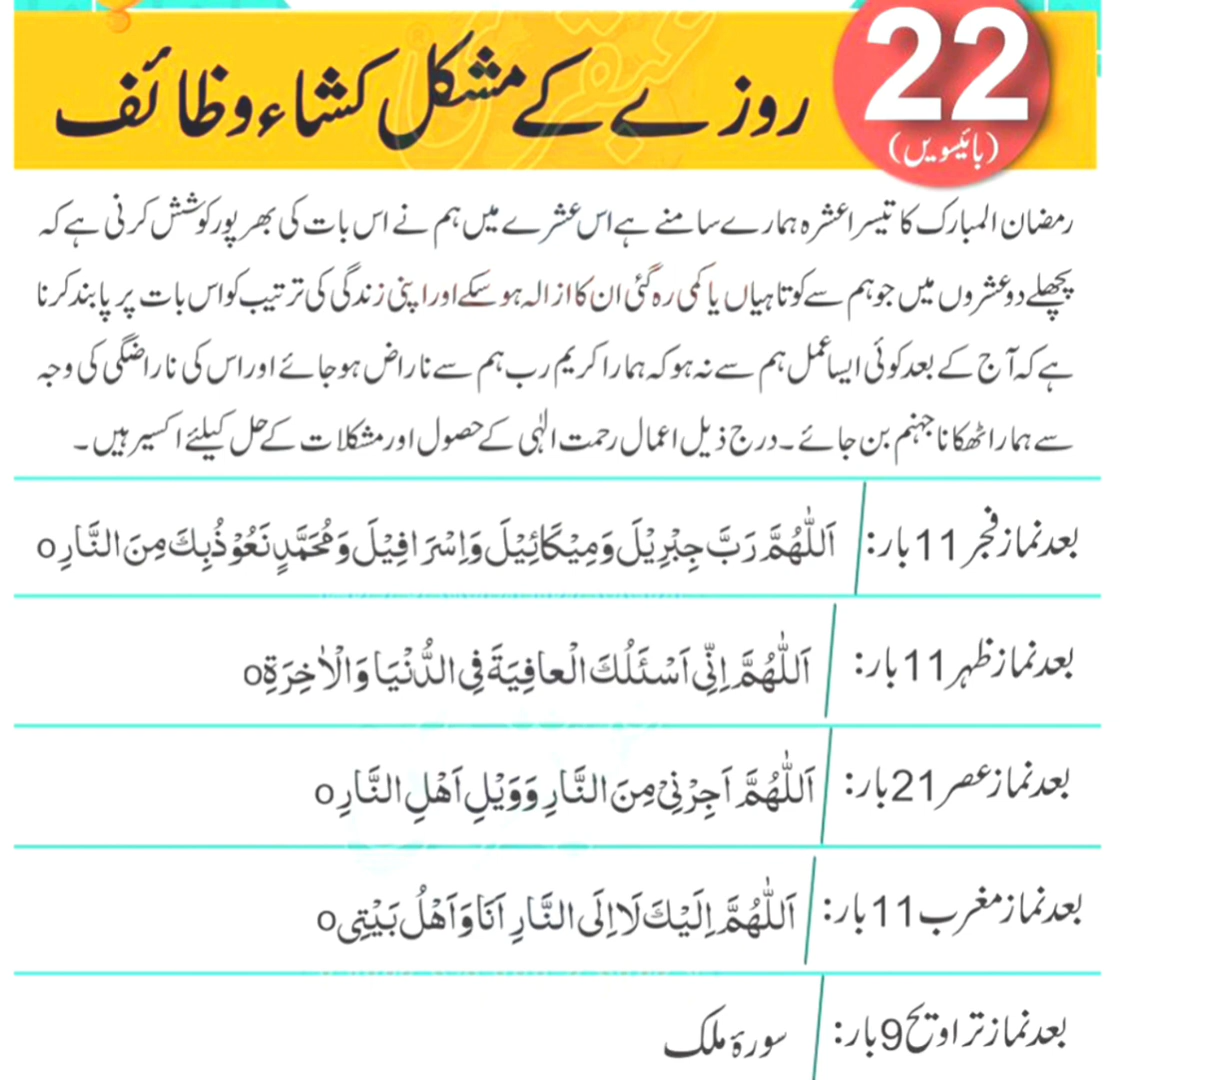 22
(بائیسویں)
روزے کے مشکل کشاء وظائف
رمضان المبارک کا تیسرا عشرہ ہمارے سامنے ہے اس عشرے میں ہم نے اس بات کی بھرپور کوشش کرنی ہے کہ
پچھلے دو عشروں میں جو ہم سے کوتاہیاں یا کمی رہ گئی ان کا ازالہ ہو سکے اور اپنی زندگی کی ترتیب کو اس بات پر پابند کرنا
ہے کہ آج کے بعد کوئی ایسا عمل ہم سے نہ ہو کہ ہمارا کریم رب ہم سے ناراض ہو جائے اور اس کی ناراضگی کی وجہ
سے ہمارا ٹھکانا جہنم بن جائے۔ درج ذیل اعمال رحمت الٰہی کے حصول اور مشکلات کے حل کیلئے اکسیر ہیں۔
بعد نماز فجر 11 بار: اَللّٰهُمَّ رَبَّ جِبْرِيْلَ وَمِيْكَائِيْلَ وَاِسْرَافِيْلَ وَمُحَمَّدٍ نَعُوْذُبِكَ مِنَ النَّارِ o
بعد نماز ظہر 11 بار: اَللّٰهُمَّ اِنِّىْ اَسْئَلُكَ الْعافِيَةَ فِى الدُّنْيَا وَالْاٰخِرَةِ o
بعد نماز عصر 21 بار: اَللّٰهُمَّ اَجِرْنِىْ مِنَ النَّارِ وَوَيْلٍ اَهْلِ النَّارِ o
بعد نماز مغرب 11 بار: اَللّٰهُمَّ اِلَيْكَ لَا اِلَى النَّارِ اَنَا وَاَهْلُ بَيْتِى o
بعد نماز تراویح 9 بار: سورۂ ملک